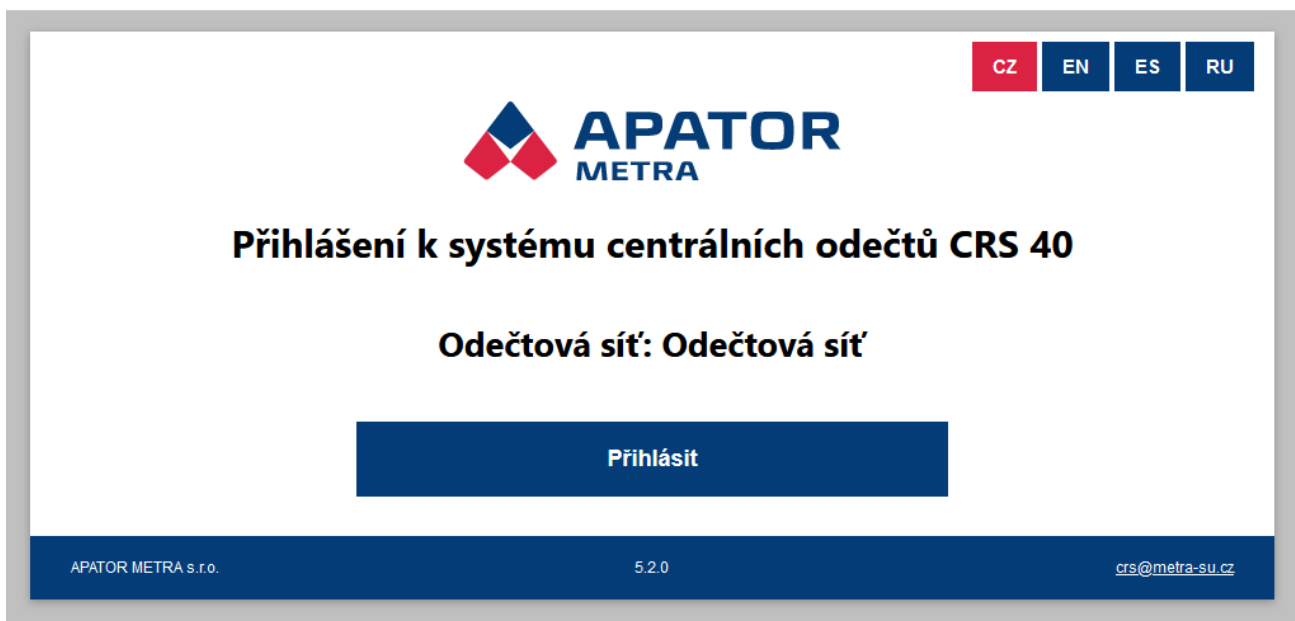 CZ EN ES RU
APATOR
METRA
Přihlášení k systému centrálních odečtů CRS 40
Odečtová síť: Odečtová síť
Přihlásit
APATOR METRA s.r.o. 5.2.0 crs@metra-su.cz